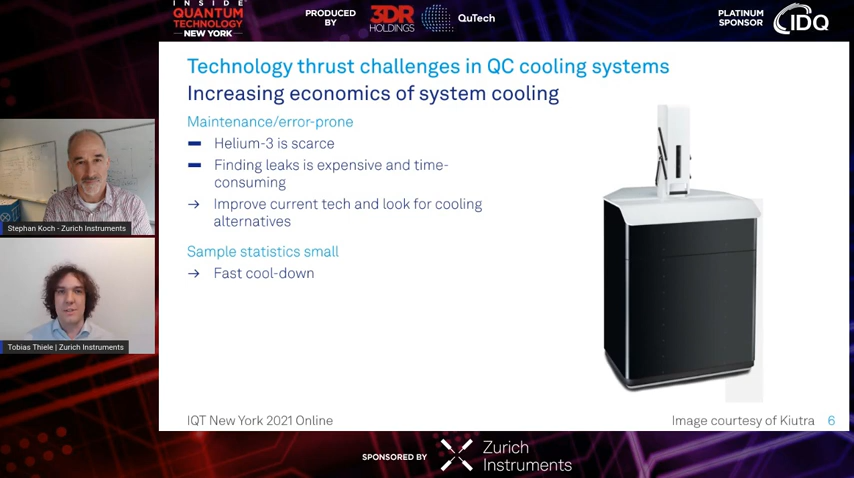 INSIDE
QUANTUM
TECHNOLOGY
NEW YORK
PRODUCED
BY
3DR
HOLDINGS
QuTech
PLATINUM
SPONSOR
IDQ
Technology thrust challenges in QC cooling systems
Increasing economics of system cooling
Maintenance/error-prone
Helium-3 is scarce
Finding leaks is expensive and time-
consuming
→ Improve current tech and look for cooling
alternatives
Sample statistics small
→ Fast cool-down
Stephan Koch - Zurich Instruments
Tobias Thiele | Zurich Instruments
IQT New York 2021 Online
Image courtesy of Kiutra 6
SPONSORED BY
Zurich
Instruments